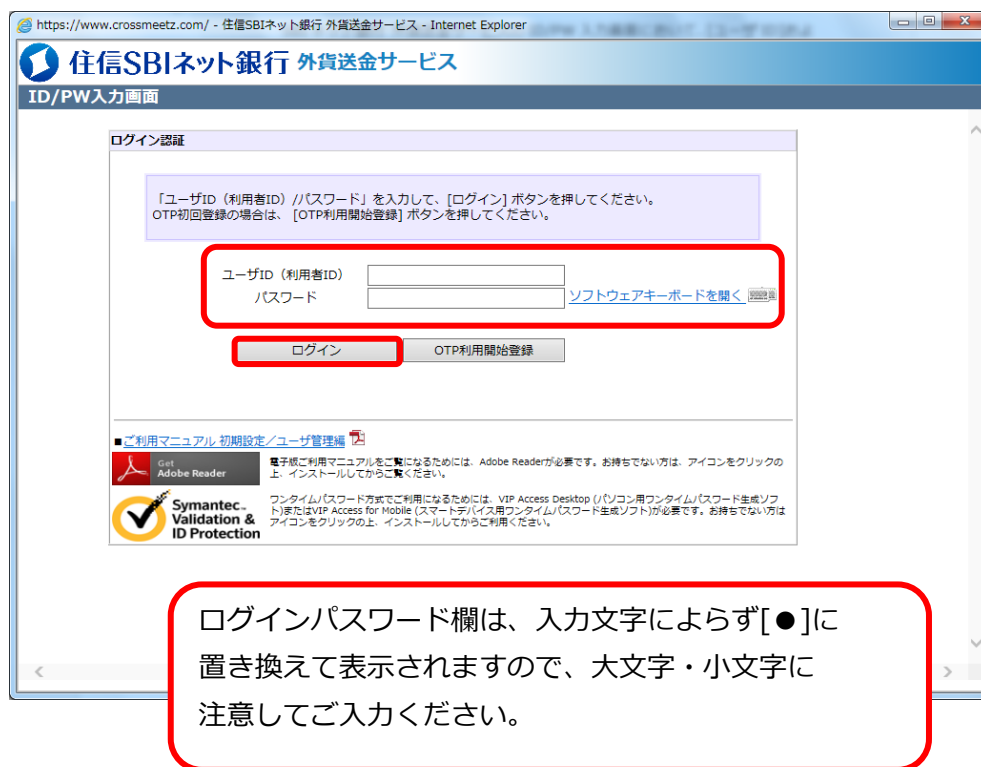 https://www.crossmeetz.com/ - 住信SBIネット銀行 外貨送金サービス - Internet Explorer
住信SBIネット銀行 外貨送金サービス
ID/PW入力画面
ログイン認証
「ユーザID（利用者ID）/パスワード」を入力して、[ログイン] ボタンを押してください。
OTP初回登録の場合は、[OTP利用開始登録] ボタンを押してください。
ユーザID（利用者ID）
パスワード
ソフトウェアキーボードを開く
ログイン
OTP利用開始登録
■ご利用マニュアル 初期設定／ユーザ管理編
Get
Adobe Reader
電子版ご利用マニュアルをご覧になるためには、Adobe Readerが必要です。お持ちでない方は、アイコンをクリックの
上、インストールしてからご覧ください。
Symantec™
Validation &
ID Protection
ワンタイムパスワード方式でご利用になるためには、VIP Access Desktop (パソコン用ワンタイムパスワード生成ソフ
ト)またはVIP Access for Mobile (スマートデバイス用ワンタイムパスワード生成ソフト)が必要です。お持ちでない方は
アイコンをクリックの上、インストールしてからご利用ください。
ログインパスワード欄は、入力文字によらず[●]に
置き換えて表示されますので、大文字・小文字に
注意してご入力ください。